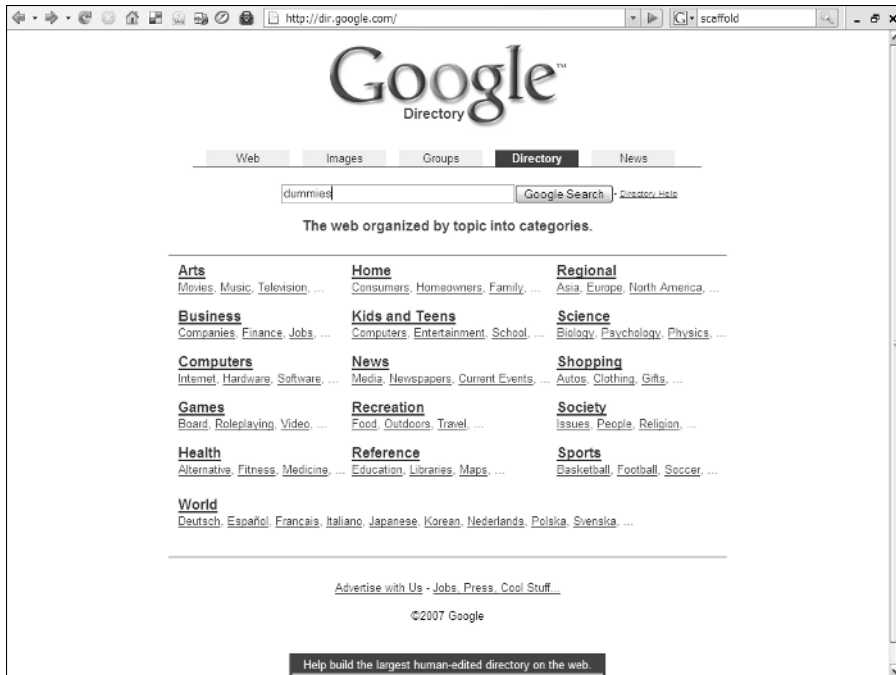 http://dir.google.com/ G scaffold
Google™
Directory
Web Images Groups Directory News
dummies Google Search - Directory Help
The web organized by topic into categories.
Arts Home Regional
Movies, Music, Television, ... Consumers, Homeowners, Family, ... Asia, Europe, North America, ...
Business Kids and Teens Science
Companies, Finance, Jobs, ... Computers, Entertainment, School, ... Biology, Psychology, Physics, ...
Computers News Shopping
Internet, Hardware, Software, ... Media, Newspapers, Current Events, ... Autos, Clothing, Gifts, ...
Games Recreation Society
Board, Roleplaying, Video, ... Food, Outdoors, Travel, ... Issues, People, Religion, ...
Health Reference Sports
Alternative, Fitness, Medicine, ... Education, Libraries, Maps, ... Basketball, Football, Soccer, ...
World
Deutsch, Español, Français, Italiano, Japanese, Korean, Nederlands, Polska, Svenska, ...
Advertise with Us - Jobs, Press, Cool Stuff...
©2007 Google
Help build the largest human-edited directory on the web.